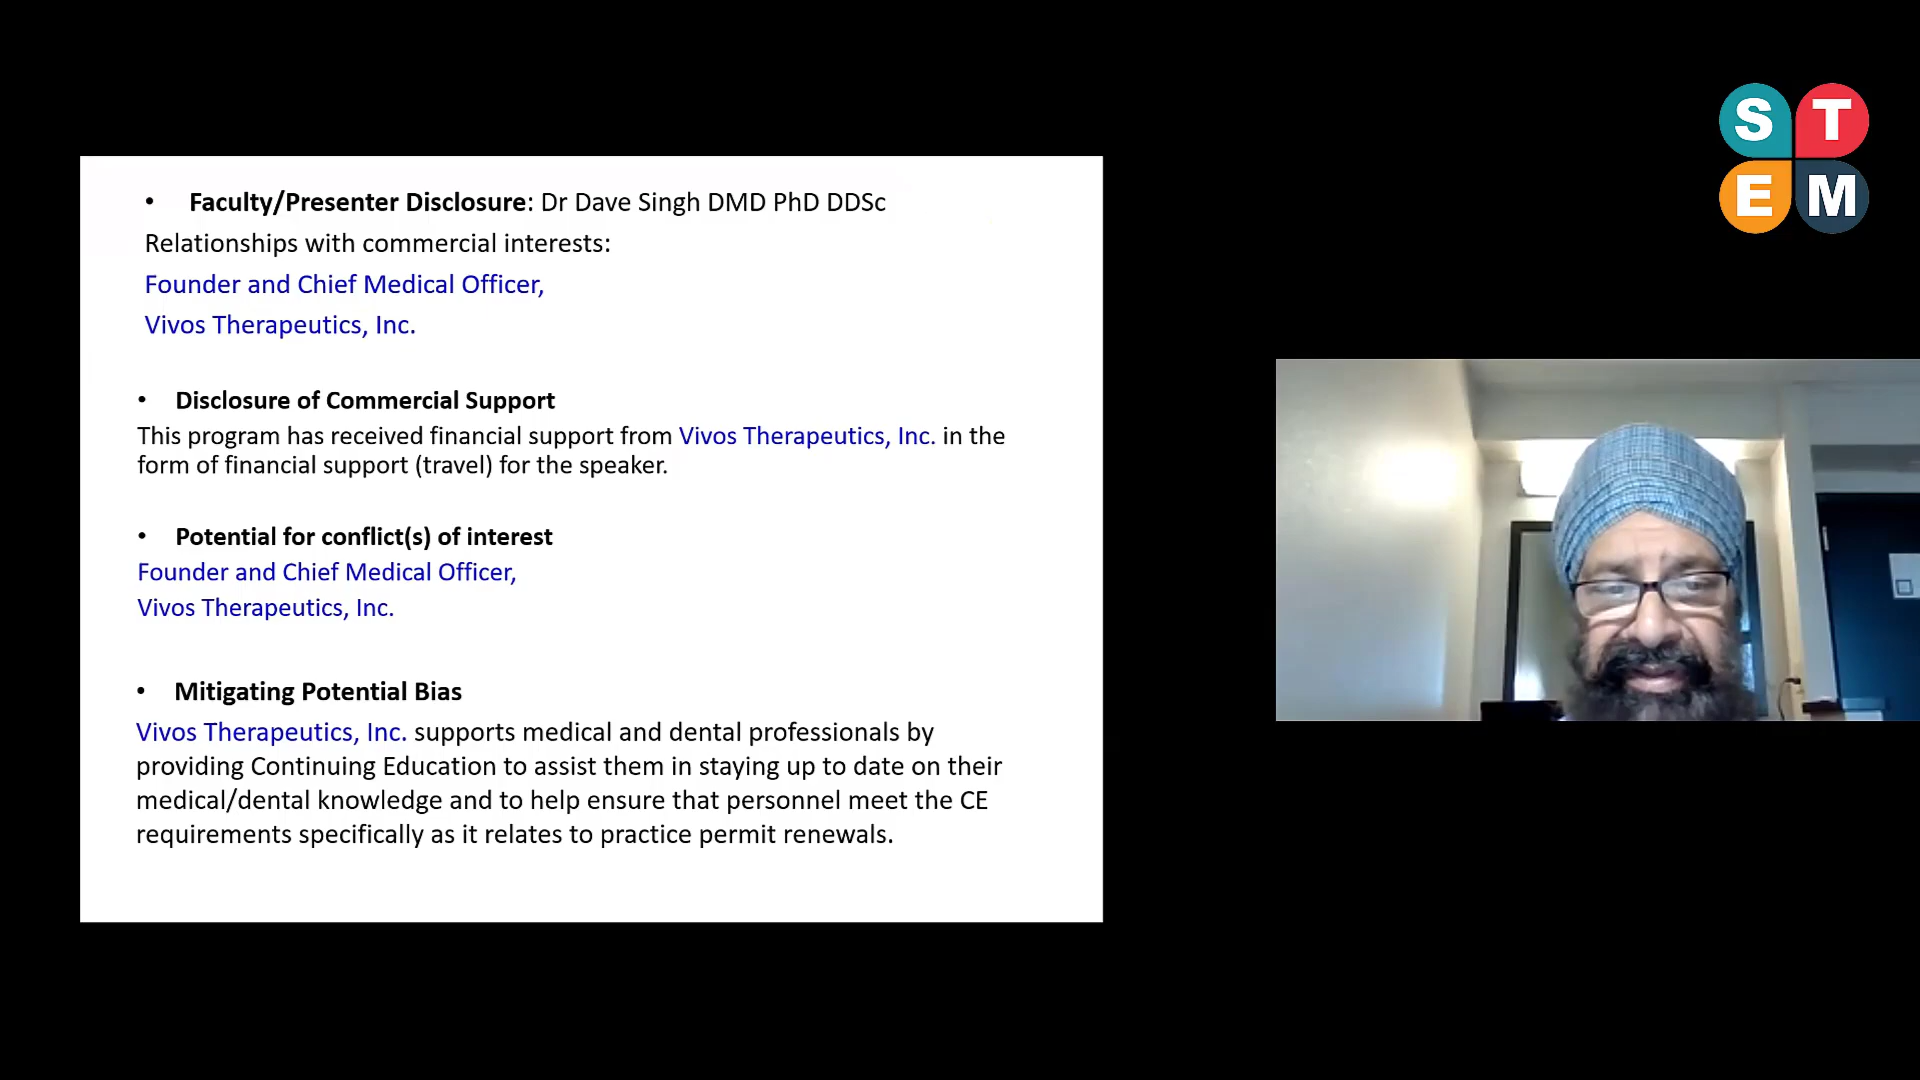 • Faculty/Presenter Disclosure: Dr Dave Singh DMD PhD DDSc
Relationships with commercial interests:
Founder and Chief Medical Officer,
Vivos Therapeutics, Inc.
• Disclosure of Commercial Support
This program has received financial support from Vivos Therapeutics, Inc. in the
form of financial support (travel) for the speaker.
• Potential for conflict(s) of interest
Founder and Chief Medical Officer,
Vivos Therapeutics, Inc.
• Mitigating Potential Bias
Vivos Therapeutics, Inc. supports medical and dental professionals by
providing Continuing Education to assist them in staying up to date on their
medical/dental knowledge and to help ensure that personnel meet the CE
requirements specifically as it relates to practice permit renewals.
S T
E M